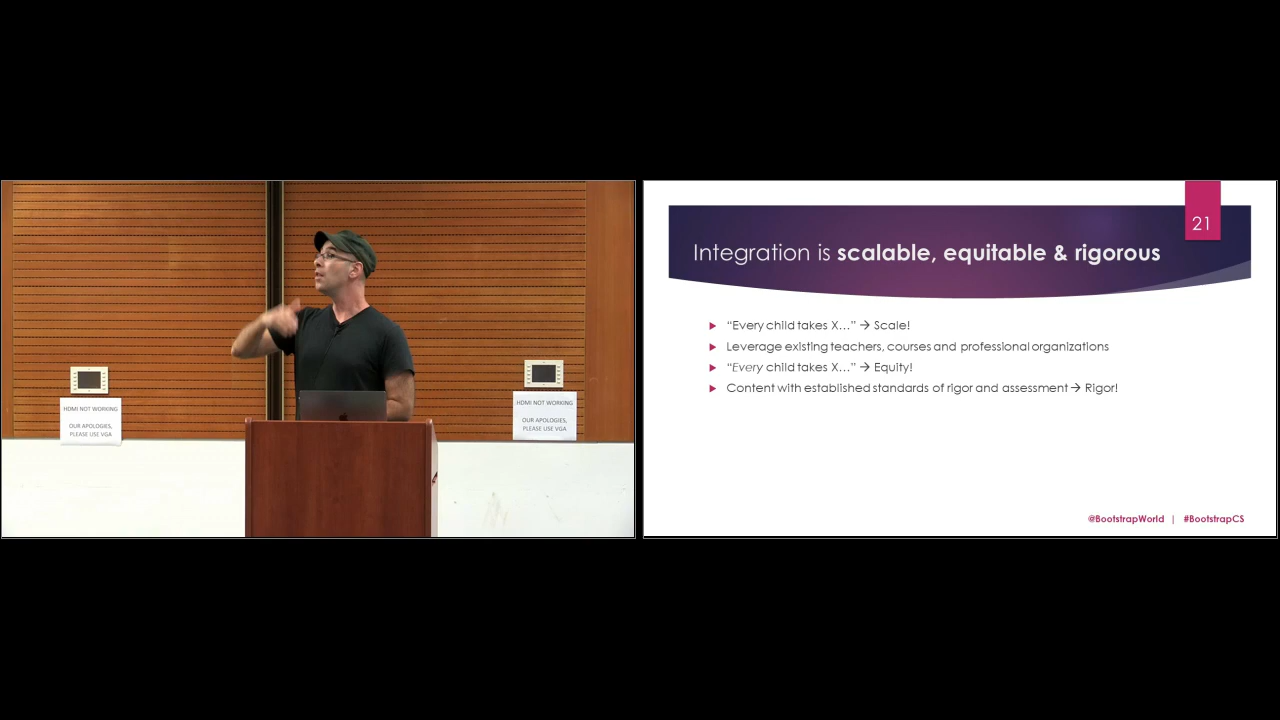 HDMI NOT WORKING
OUR APOLOGIES,
PLEASE USE VGA
HDMI NOT WORKING
OUR APOLOGIES,
PLEASE USE VGA
21
Integration is scalable, equitable & rigorous
“Every child takes X…” → Scale!
Leverage existing teachers, courses and professional organizations
“Every child takes X…” → Equity!
Content with established standards of rigor and assessment → Rigor!
@BootstrapWorld | #BootstrapCS